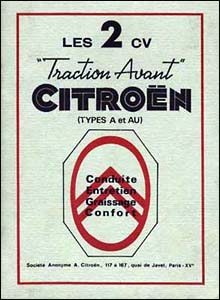 LES 2 CV
"Traction Avant"
CITROËN
(TYPES A et AU)
Conduite
Entretien
Graissage
Confort
Société Anonyme A. Citroën, 117 à 167, quai de Javel, Paris-XVᵉ